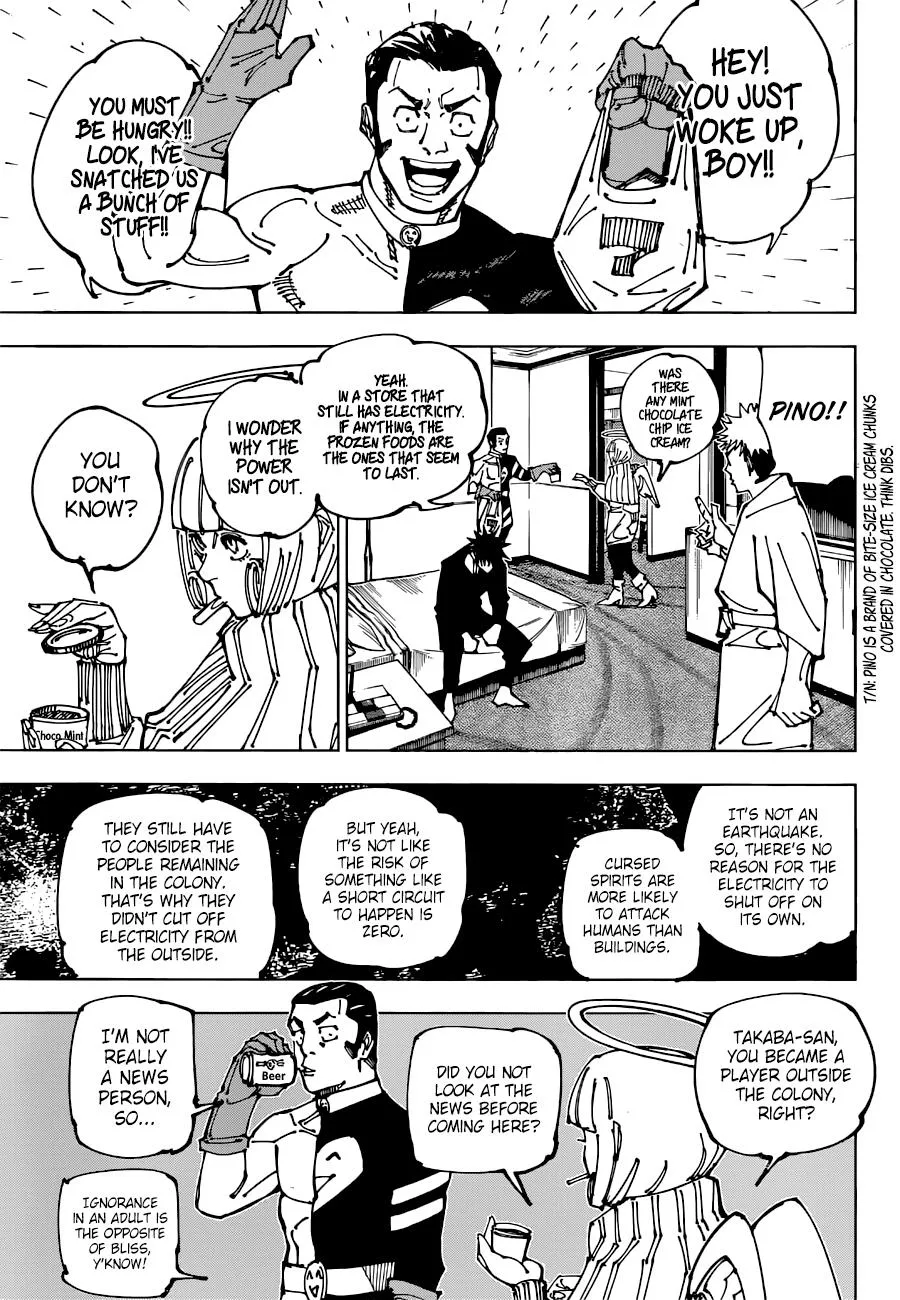 HEY!
YOU JUST
WOKE UP,
BOY!!
YOU MUST
BE HUNGRY!!
LOOK, I'VE
SNATCHED US
A BUNCH OF
STUFF!!
7
PINO!!
T/N: PINO IS A BRAND OF BITE-SIZE ICE CREAM CHUNKS
COVERED IN CHOCOLATE. THINK DIBS.
WAS
THERE
ANY MINT
CHOCOLATE
CHIP ICE
CREAM?
YEAH.
IN A STORE THAT
STILL HAS ELECTRICITY.
IF ANYTHING, THE
PROZEN FOODS ARE
THE ONES THAT SEEM
TO LAST.
I WONDER
WHY THE
POWER
ISN'T OUT.
YOU
DON'T
KNOW?
Choco Mint
IT'S NOT AN
EARTHQUAKE.
SO, THERE'S NO
REASON FOR THE
ELECTRICITY TO
SHUT OFF ON
ITS OWN.
CURSED
SPIRITS ARE
MORE LIKELY
TO ATTACK
HUMANS THAN
BUILDINGS.
BUT YEAH,
IT'S NOT LIKE
THE RISK OF
SOMETHING LIKE
A SHORT CIRCUIT
TO HAPPEN IS
ZERO.
THEY STILL HAVE
TO CONSIDER THE
PEOPLE REMAINING
IN THE COLONY.
THAT'S WHY THEY
DIDN'T CUT OFF
ELECTRICITY FROM
THE OUTSIDE.
TAKABA-SAN,
YOU BECAME A
PLAYER OUTSIDE
THE COLONY,
RIGHT?
DID YOU NOT
LOOK AT THE
NEWS BEFORE
COMING HERE?
Beer
I'M NOT
REALLY
A NEWS
PERSON,
SO...
IGNORANCE
IN AN ADULT IS
THE OPPOSITE
OF BLISS,
Y'KNOW!